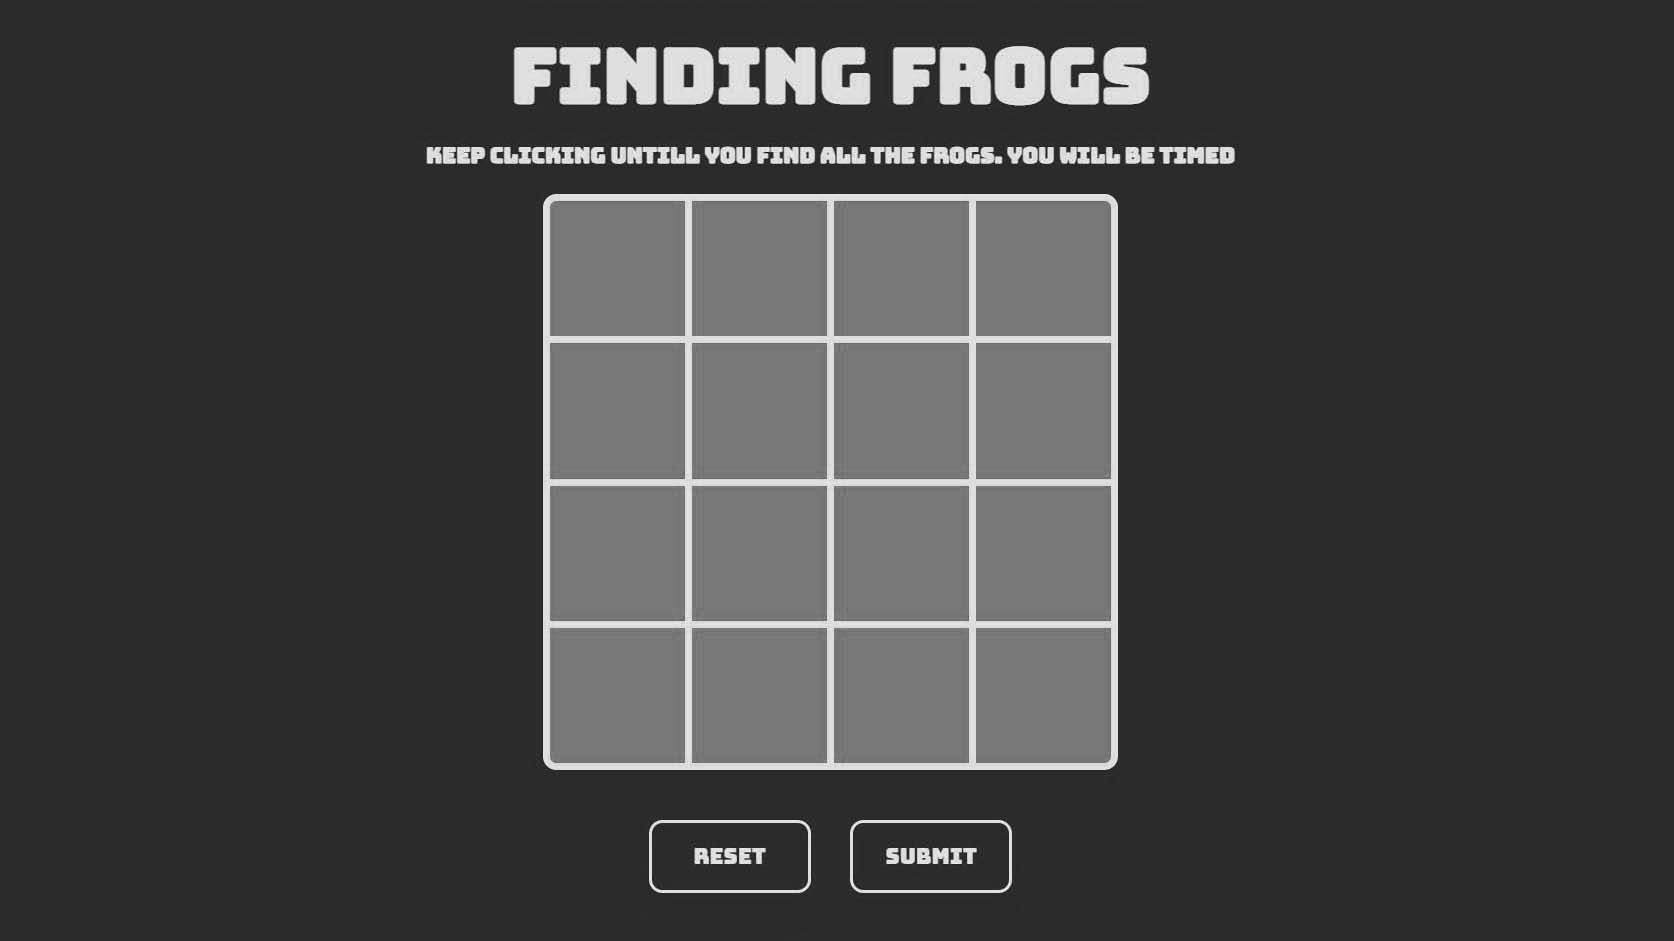 FINDING FROGS
KEEP CLICKING UNTILL YOU FIND ALL THE FROGS. YOU WILL BE TIMED
RESET
SUBMIT